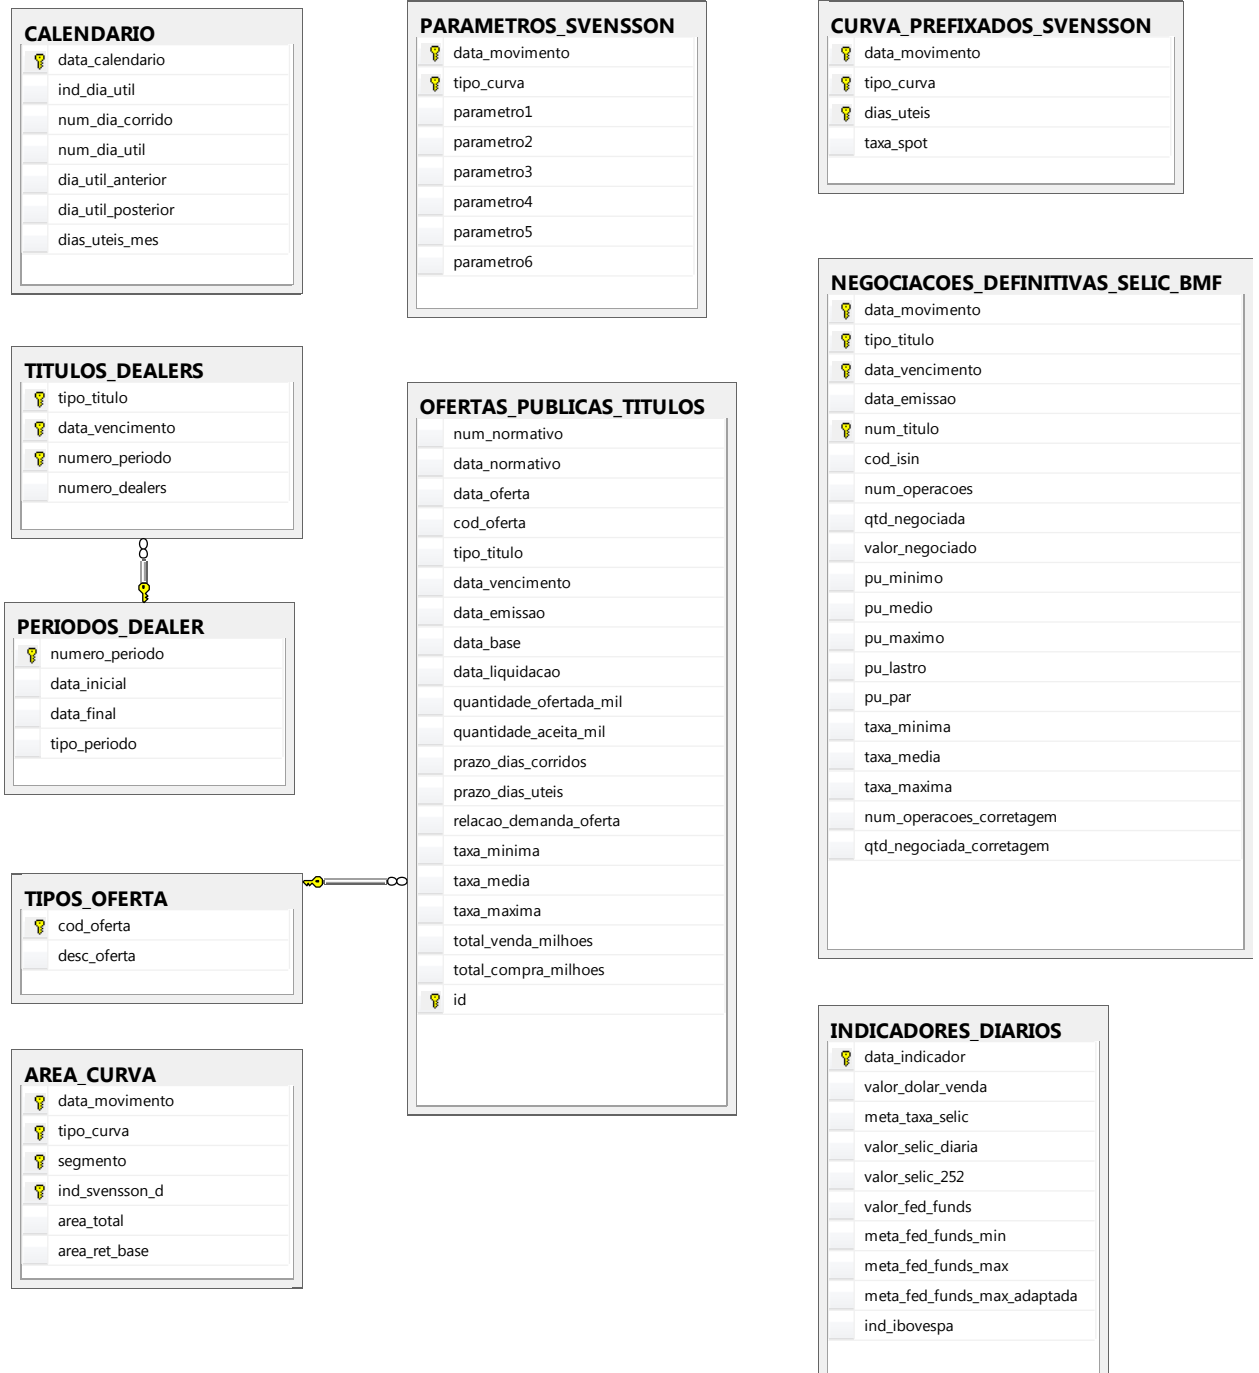 CALENDARIO
data_calendario
ind_dia_util
num_dia_corrido
num_dia_util
dia_util_anterior
dia_util_posterior
dias_uteis_mes
TITULOS_DEALERS
tipo_titulo
data_vencimento
numero_periodo
numero_dealers
PERIODOS_DEALER
numero_periodo
data_inicial
data_final
tipo_periodo
TIPOS_OFERTA
cod_oferta
desc_oferta
AREA_CURVA
data_movimento
tipo_curva
segmento
ind_svensson_d
area_total
area_ret_base
PARAMETROS_SVENSSON
data_movimento
tipo_curva
parametro1
parametro2
parametro3
parametro4
parametro5
parametro6
OFERTAS_PUBLICAS_TITULOS
num_normativo
data_normativo
data_oferta
cod_oferta
tipo_titulo
data_vencimento
data_emissao
data_base
data_liquidacao
quantidade_ofertada_mil
quantidade_aceita_mil
prazo_dias_corridos
prazo_dias_uteis
relacao_demanda_oferta
taxa_minima
taxa_media
taxa_maxima
total_venda_milhoes
total_compra_milhoes
id
CURVA_PREFIXADOS_SVENSSON
data_movimento
tipo_curva
dias_uteis
taxa_spot
NEGOCIACOES_DEFINITIVAS_SELIC_BMF
data_movimento
tipo_titulo
data_vencimento
data_emissao
num_titulo
cod_isin
num_operacoes
qtd_negociada
valor_negociado
pu_minimo
pu_medio
pu_maximo
pu_lastro
pu_par
taxa_minima
taxa_media
taxa_maxima
num_operacoes_corretagem
qtd_negociada_corretagem
INDICADORES_DIARIOS
data_indicador
valor_dolar_venda
meta_taxa_selic
valor_selic_diaria
valor_selic_252
valor_fed_funds
meta_fed_funds_min
meta_fed_funds_max
meta_fed_funds_max_adaptada
ind_ibovespa